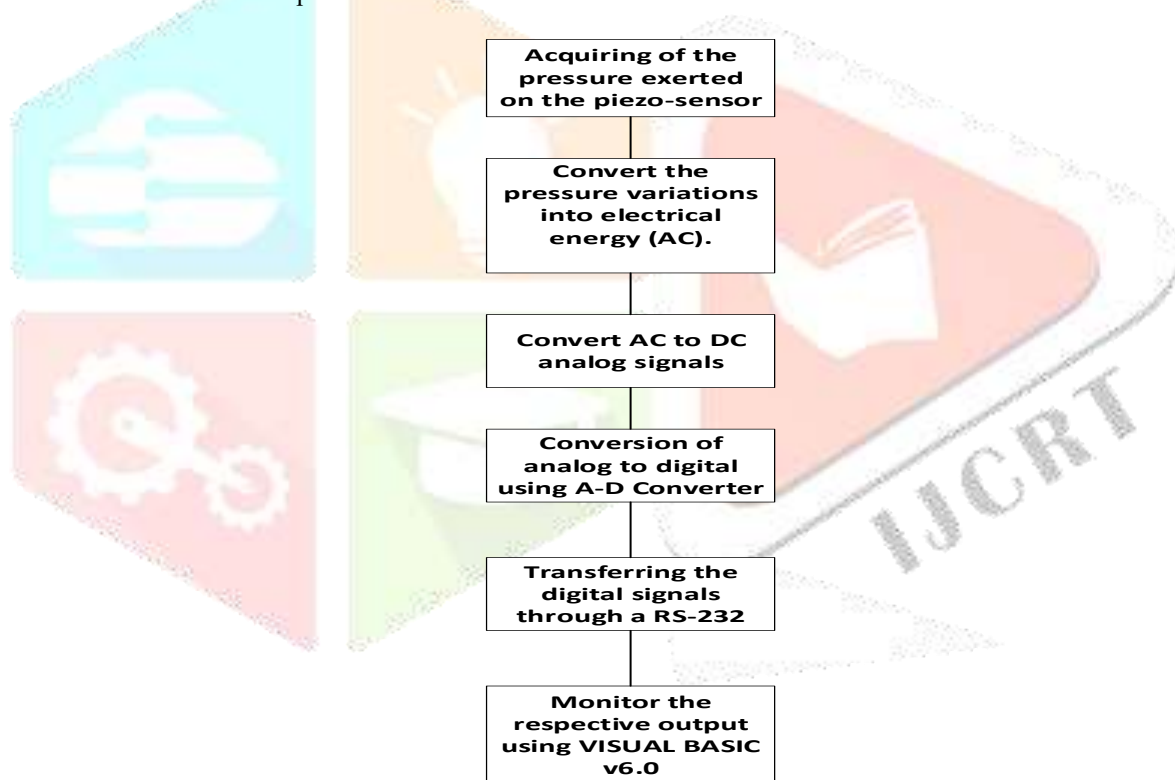 Acquiring of the
pressure exerted
on the piezo-sensor
Convert the
pressure variations
into electrical
energy (AC).
Convert AC to DC
analog signals
Conversion of
analog to digital
using A-D Converter
Transferring the
digital signals
through a RS-232
Monitor the
respective output
using VISUAL BASIC
v6.0
IJCRT